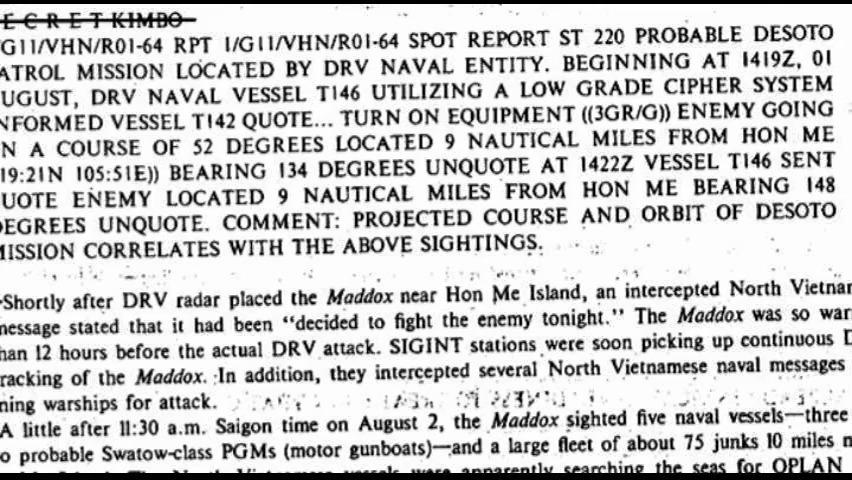 E C R E T KIMBO
G11/VHN/R01-64 RPT 1/G11/VHN/R01-64 SPOT REPORT ST 220 PROBABLE DESOTO
ATROL MISSION LOCATED BY DRV NAVAL ENTITY. BEGINNING AT 1419Z, 01
UGUST, DRV NAVAL VESSEL T146 UTILIZING A LOW GRADE CIPHER SYSTEM
NFORMED VESSEL T142 QUOTE... TURN ON EQUIPMENT ((3GR/G)) ENEMY GOING
N A COURSE OF 52 DEGREES LOCATED 9 NAUTICAL MILES FROM HON ME
19:21N 105:51E)) BEARING 134 DEGREES UNQUOTE AT 1422Z VESSEL T146 SENT
UOTE ENEMY LOCATED 9 NAUTICAL MILES FROM HON ME BEARING 148
DEGREES UNQUOTE. COMMENT: PROJECTED COURSE AND ORBIT OF DESOTO
MISSION CORRELATES WITH THE ABOVE SIGHTINGS.
Shortly after DRV radar placed the Maddox near Hon Me Island, an intercepted North Vietnam
message stated that it had been "decided to fight the enemy tonight." The Maddox was so war
han 12 hours before the actual DRV attack. SIGINT stations were soon picking up continuous D
racking of the Maddox. In addition, they intercepted several North Vietnamese naval messages
ning warships for attack.
A little after 11:30 a.m. Saigon time on August 2, the Maddox sighted five naval vessels—three
o probable Swatow-class PGMs (motor gunboats)—and a large fleet of about 75 junks 10 miles n
vessels were apparently searching the seas for OPLAN